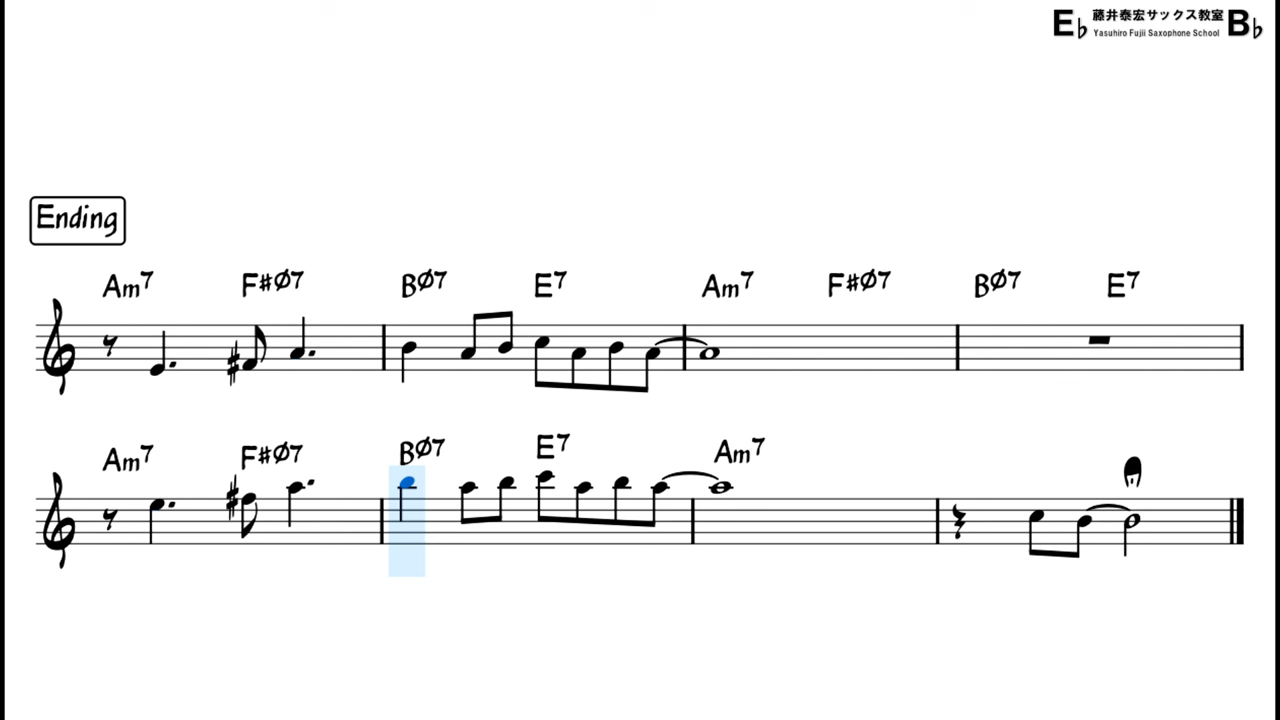 E♭ 藤井泰宏サックス教室 B♭
Yasuhiro Fujii Saxophone School
Ending
Am7 F#Ø7 BØ7 E7 Am7 F#Ø7 BØ7 E7
Am7 F#Ø7 BØ7 E7 Am7